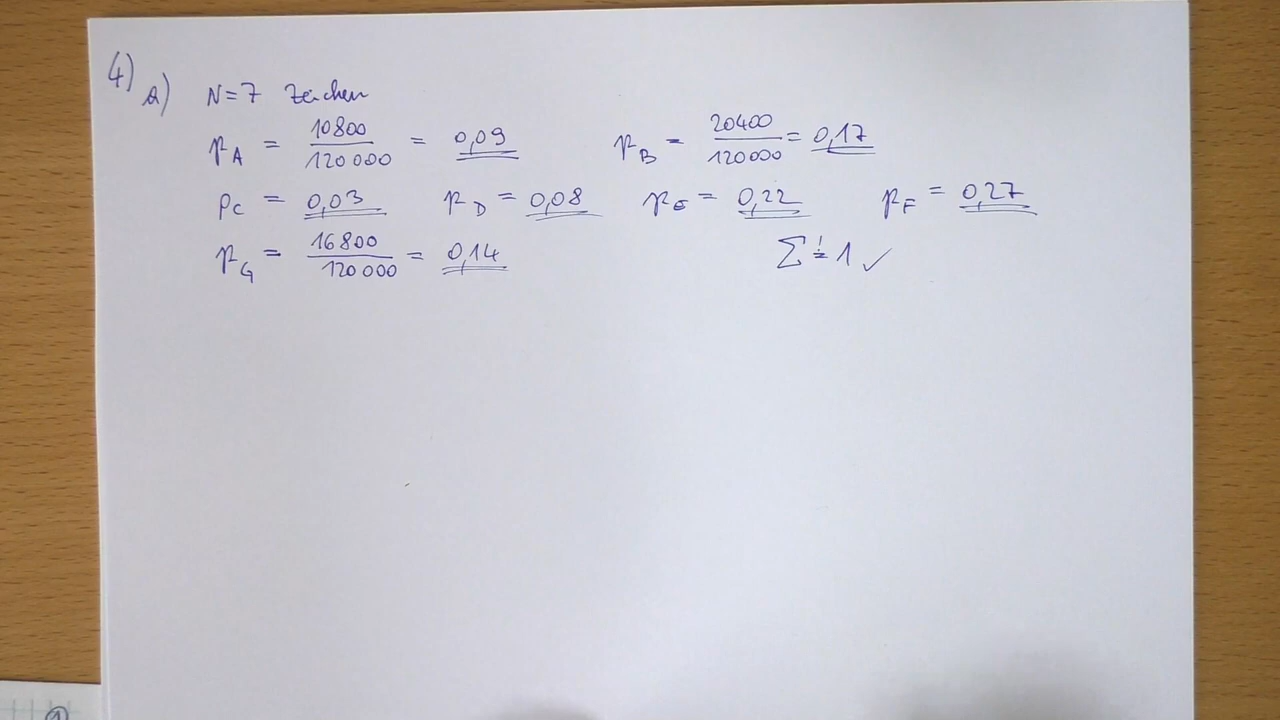 4) a) N=7 Zeichen
p_A = 10800/120000 = 0,09 p_B = 20400/120000 = 0,17
p_C = 0,03 p_D = 0,08 p_E = 0,22 p_F = 0,27
p_G = 16800/120000 = 0,14 Σ != 1 ✓